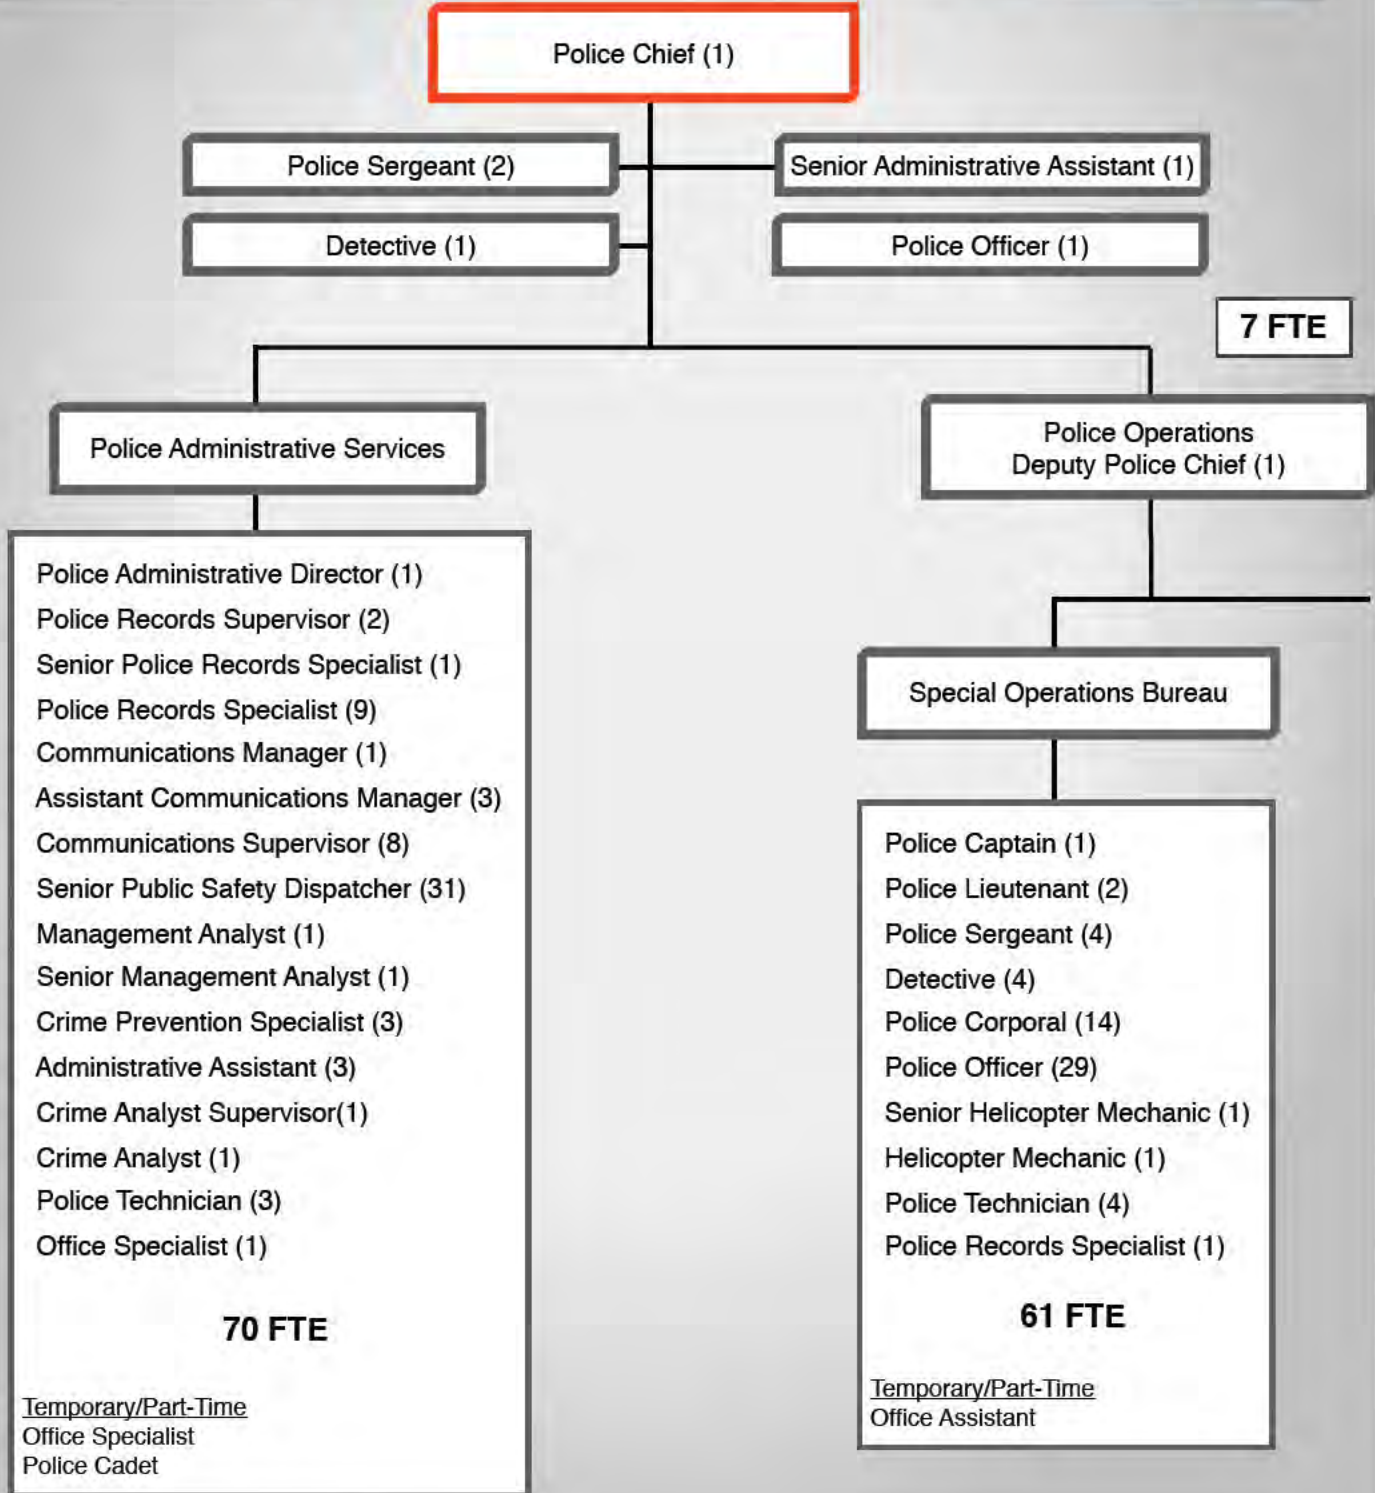 Police Chief (1)
Police Sergeant (2)
Senior Administrative Assistant (1)
Detective (1)
Police Officer (1)
7 FTE
Police Administrative Services
Police Operations
Deputy Police Chief (1)
Police Administrative Director (1)
Police Records Supervisor (2)
Senior Police Records Specialist (1)
Police Records Specialist (9)
Communications Manager (1)
Assistant Communications Manager (3)
Communications Supervisor (8)
Senior Public Safety Dispatcher (31)
Management Analyst (1)
Senior Management Analyst (1)
Crime Prevention Specialist (3)
Administrative Assistant (3)
Crime Analyst Supervisor(1)
Crime Analyst (1)
Police Technician (3)
Office Specialist (1)
70 FTE
Temporary/Part-Time
Office Specialist
Police Cadet
Special Operations Bureau
Police Captain (1)
Police Lieutenant (2)
Police Sergeant (4)
Detective (4)
Police Corporal (14)
Police Officer (29)
Senior Helicopter Mechanic (1)
Helicopter Mechanic (1)
Police Technician (4)
Police Records Specialist (1)
61 FTE
Temporary/Part-Time
Office Assistant